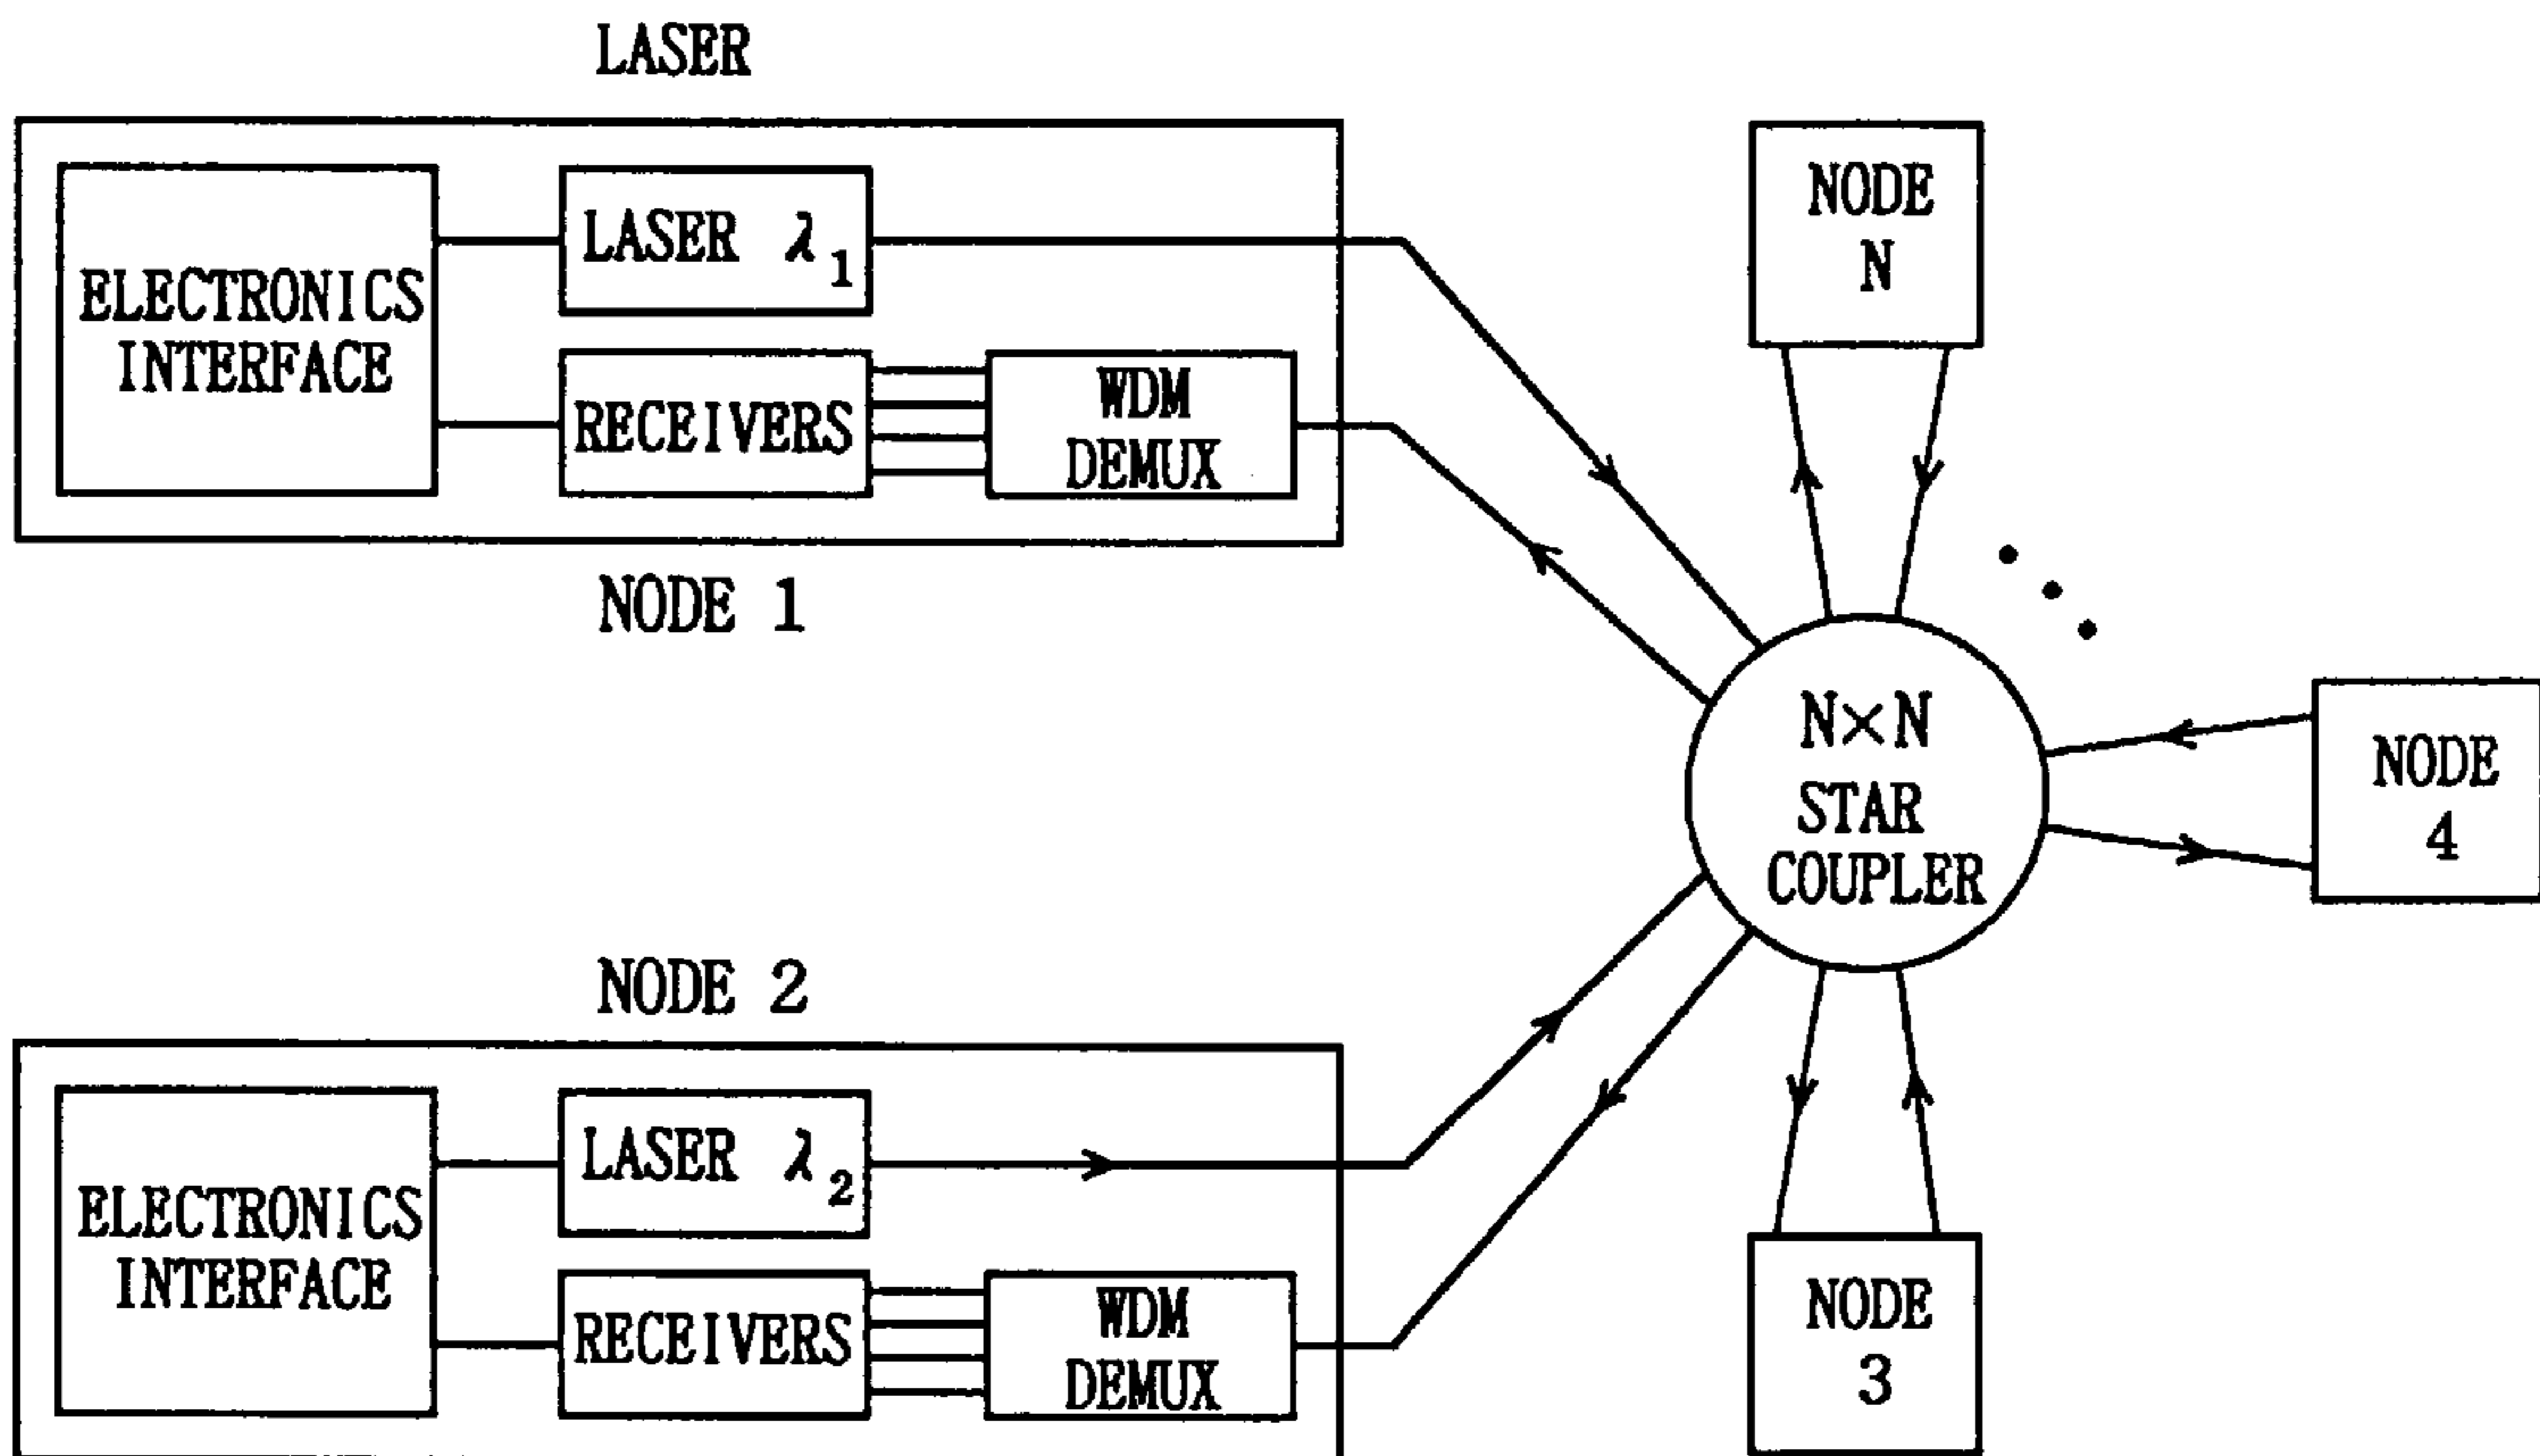 LASER
ELECTRONICS
INTERFACE
LASER λ1
RECEIVERS
WDM
DEMUX
NODE 1
NODE
N
N×N
STAR
COUPLER
NODE
4
NODE 2
ELECTRONICS
INTERFACE
LASER λ2
RECEIVERS
WDM
DEMUX
NODE
3